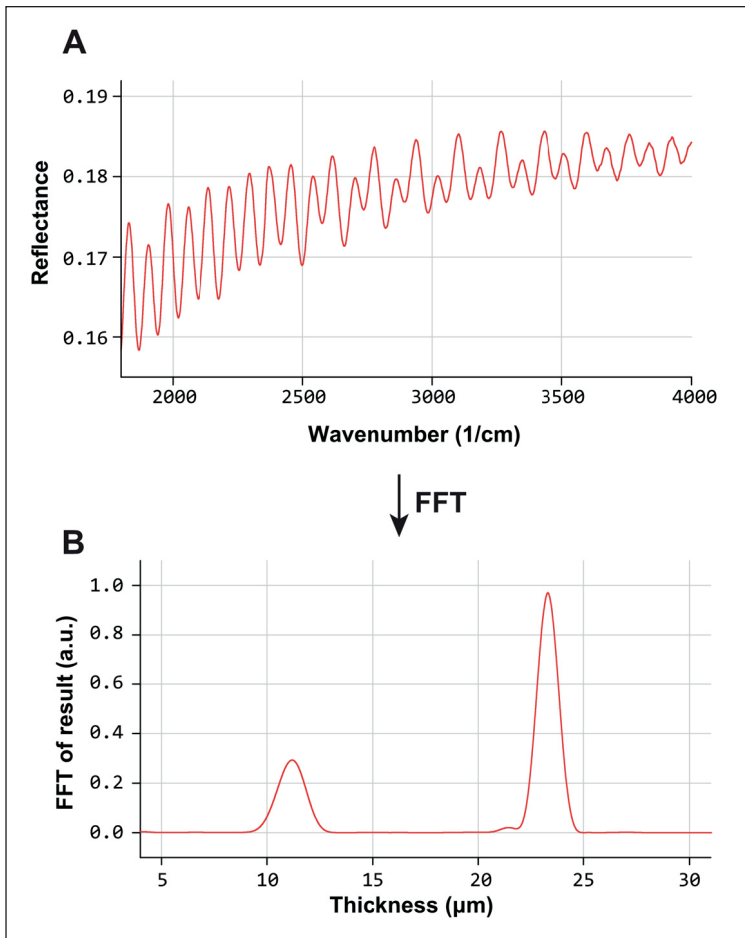 A
0.19
0.18
0.17
0.16
Reflectance
2000 2500 3000 3500 4000
Wavenumber (1/cm)
FFT
B
1.0
0.8
0.6
0.4
0.2
0.0
FFT of result (a.u.)
5 10 15 20 25 30
Thickness (μm)